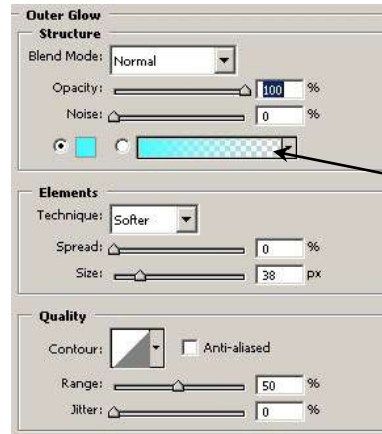 Outer Glow
Structure
Blend Mode: Normal
Opacity: 100 %
Noise: 0 %
Elements
Technique: Softer
Spread: 0 %
Size: 38 px
Quality
Contour: Anti-aliased
Range: 50 %
Jitter: 0 %